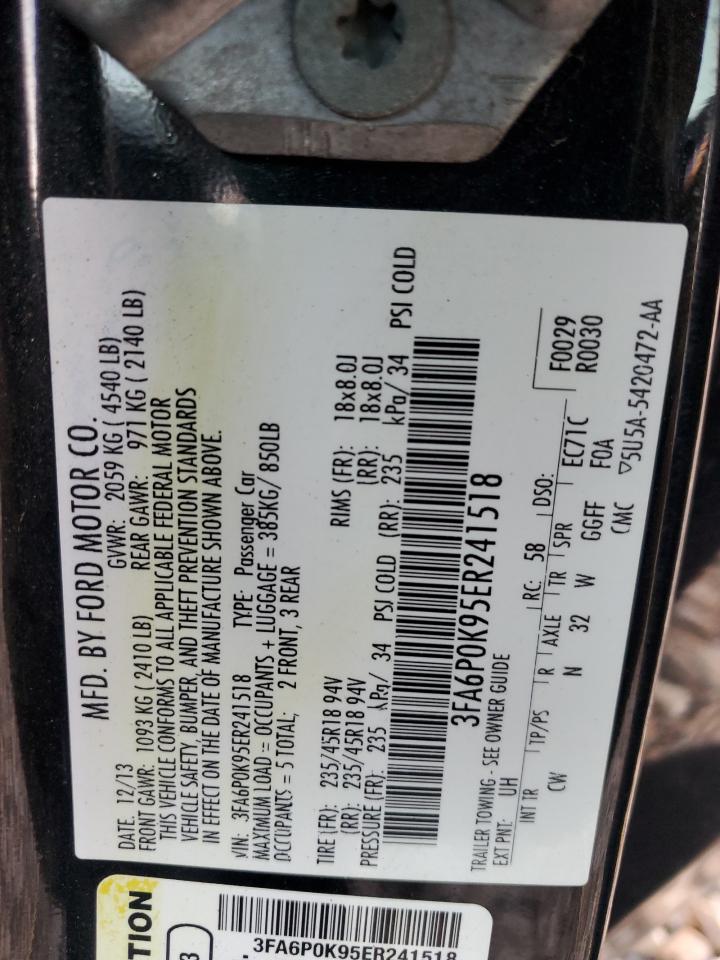 MFD. BY FORD MOTOR CO.
DATE: 12/13 GVWR: 2059 KG ( 4540 LB)
FRONT GAWR: 1093 KG ( 2410 LB) REAR GAWR: 971 KG ( 2140 LB)
THIS VEHICLE CONFORMS TO ALL APPLICABLE FEDERAL MOTOR
VEHICLE SAFETY, BUMPER, AND THEFT PREVENTION STANDARDS
IN EFFECT ON THE DATE OF MANUFACTURE SHOWN ABOVE.
VIN: 3FA6P0K95ER241518 TYPE: Passenger Car
MAXIMUM LOAD = OCCUPANTS + LUGGAGE = 385KG/ 850LB
OCCUPANTS = 5 TOTAL; 2 FRONT, 3 REAR
TIRE (FR): 235/45R18 94V RIMS (FR): 18x8.0J
(RR): 235/45R18 94V (RR): 18x8.0J
PRESSURE (FR): 235 kPa/ 34 PSI COLD (RR): 235 kPa/ 34 PSI COLD
3FA6P0K95ER241518
TRAILER TOWING - SEE OWNER GUIDE
EXT PNT: UH RC: 58 DSO:
INT TR TP/PS R AXLE TR SPR EC71C F0029
CW N 32 W GGFF F0A R0030
CMC ▽5U5A-5420472-AA
TION
3
3FA6P0K95ER241518